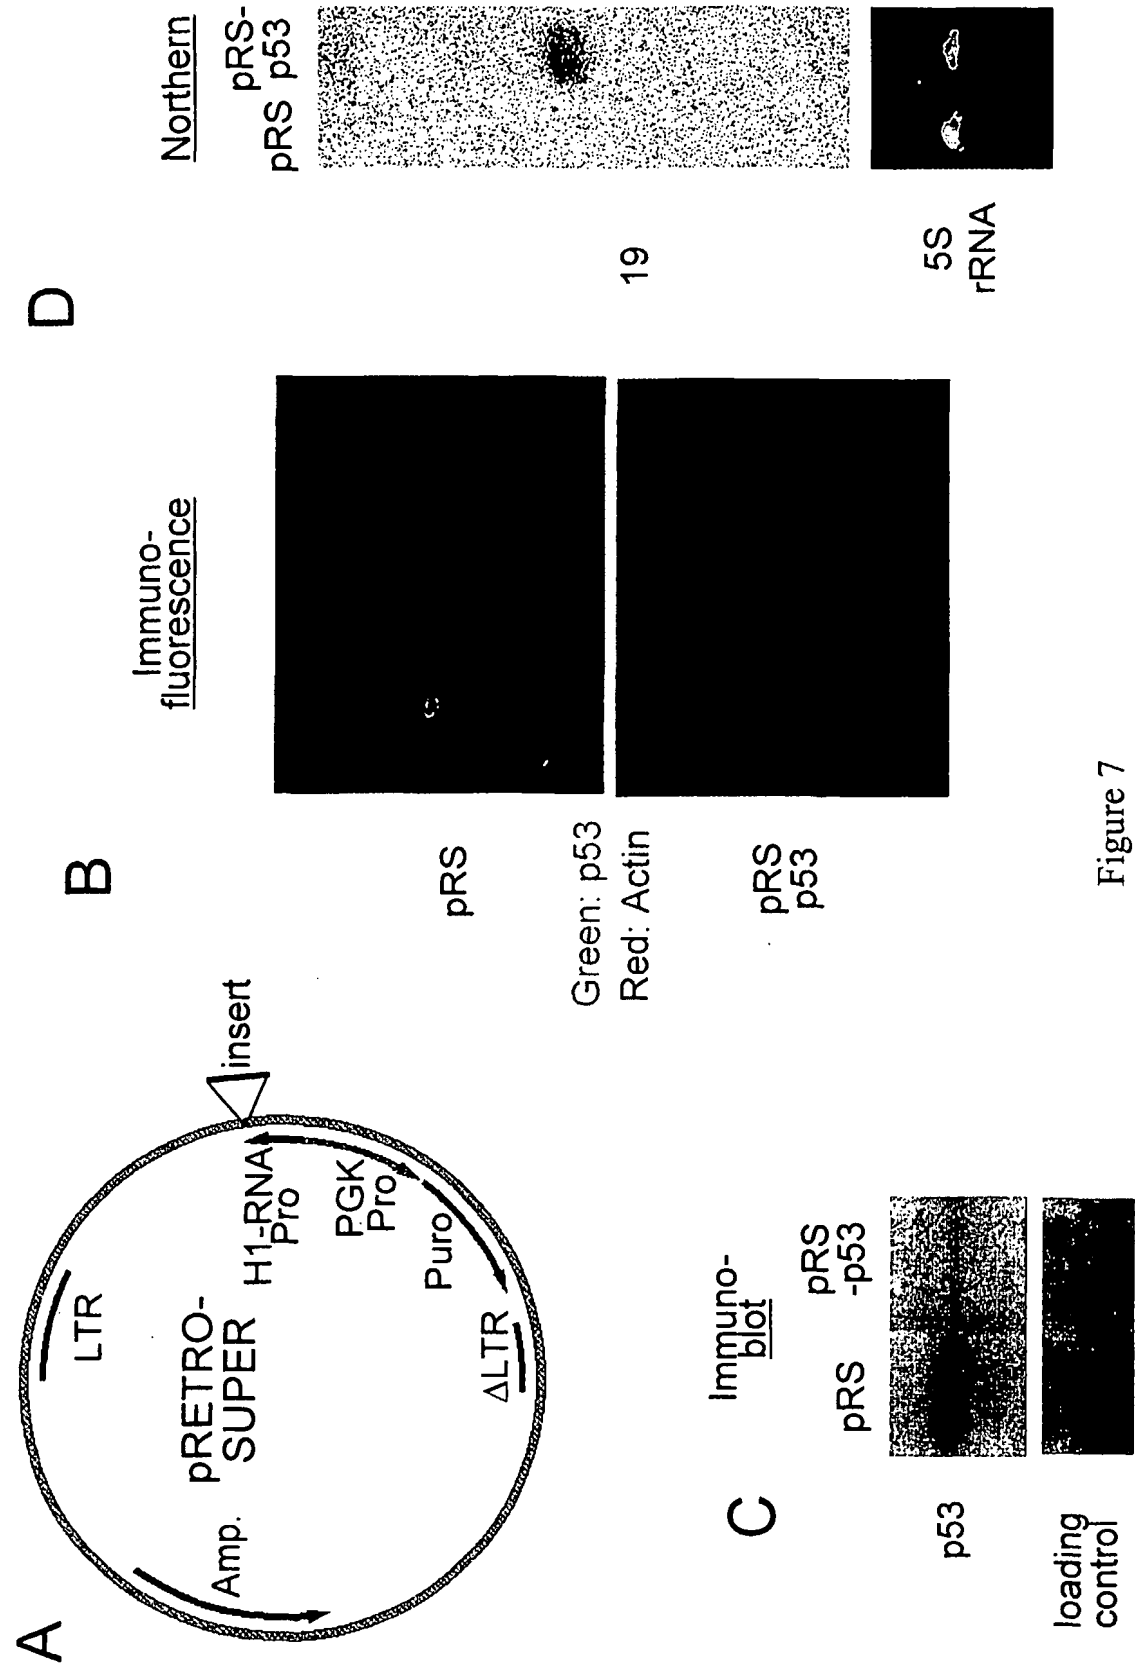 A
LTR
pRETRO-
SUPER
Amp.
H1-RNA
Pro
insert
PGK
Pro
Puro
ΔLTR
B
Immuno-
fluorescence
pRS
Green: p53
Red: Actin
pRS
p53
C
Immuno-
blot
pRS
pRS
-p53
p53
loading
control
D
Northern
pRS-
pRS p53
19
5S
rRNA
Figure 7